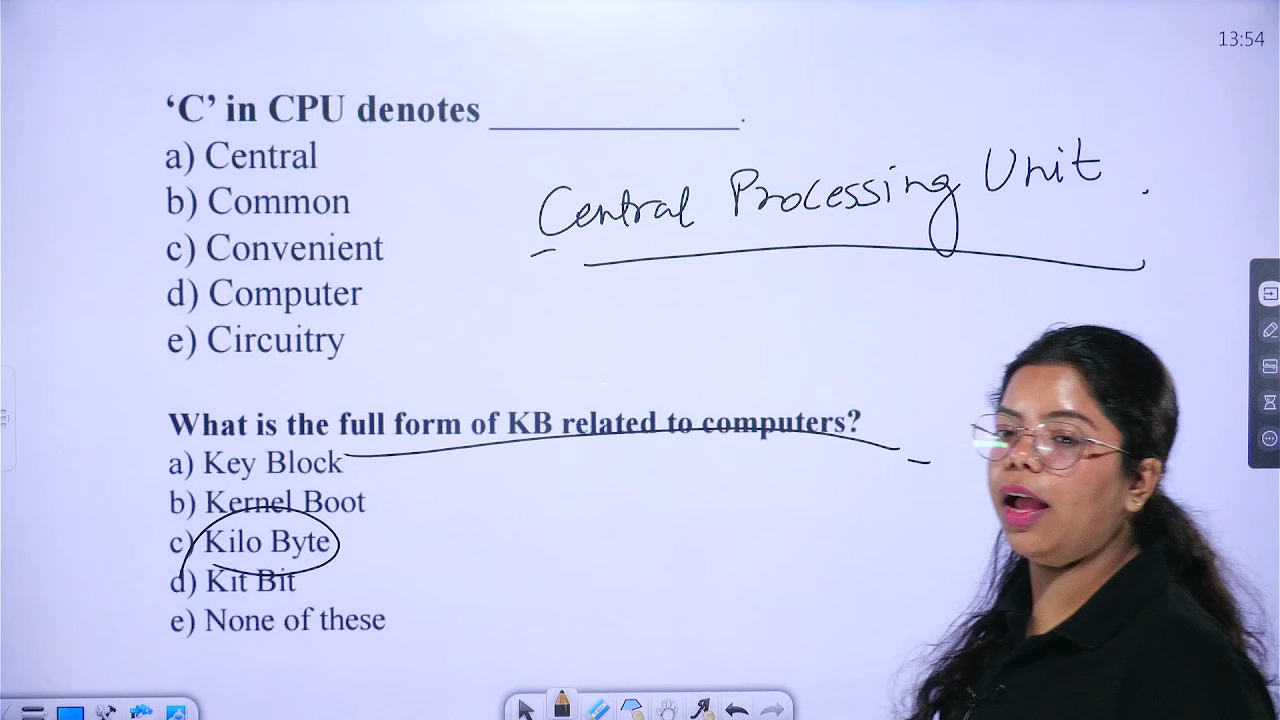 13:54
‘C’ in CPU denotes ______________.
a) Central
b) Common
c) Convenient
d) Computer
e) Circuitry
Central Processing Unit.
What is the full form of KB related to computers?
a) Key Block
b) Kernel Boot
c) Kilo Byte
d) Kit Bit
e) None of these